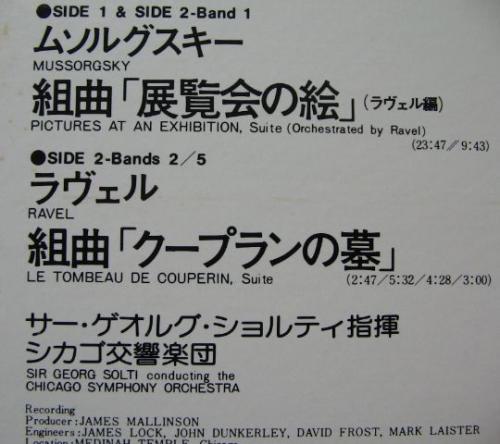 ●SIDE 1 & SIDE 2-Band 1
ムソルグスキー
MUSSORGSKY
組曲「展覧会の絵」(ラヴェル編)
PICTURES AT AN EXHIBITION, Suite (Orchestrated by Ravel)
(23:47∥9:43)
●SIDE 2-Bands 2/5
ラヴェル
RAVEL
組曲「クープランの墓」
LE TOMBEAU DE COUPERIN, Suite (2:47/5:32/4:28/3:00)
サー・ゲオルグ・ショルティ指揮
シカゴ交響楽団
SIR GEORG SOLTI conducting the
CHICAGO SYMPHONY ORCHESTRA
Recording
Producer:JAMES MALLINSON
Engineers:JAMES LOCK, JOHN DUNKERLEY, DAVID FROST, MARK LAISTER
Location:MEDINAH TEMPLE, Chicago